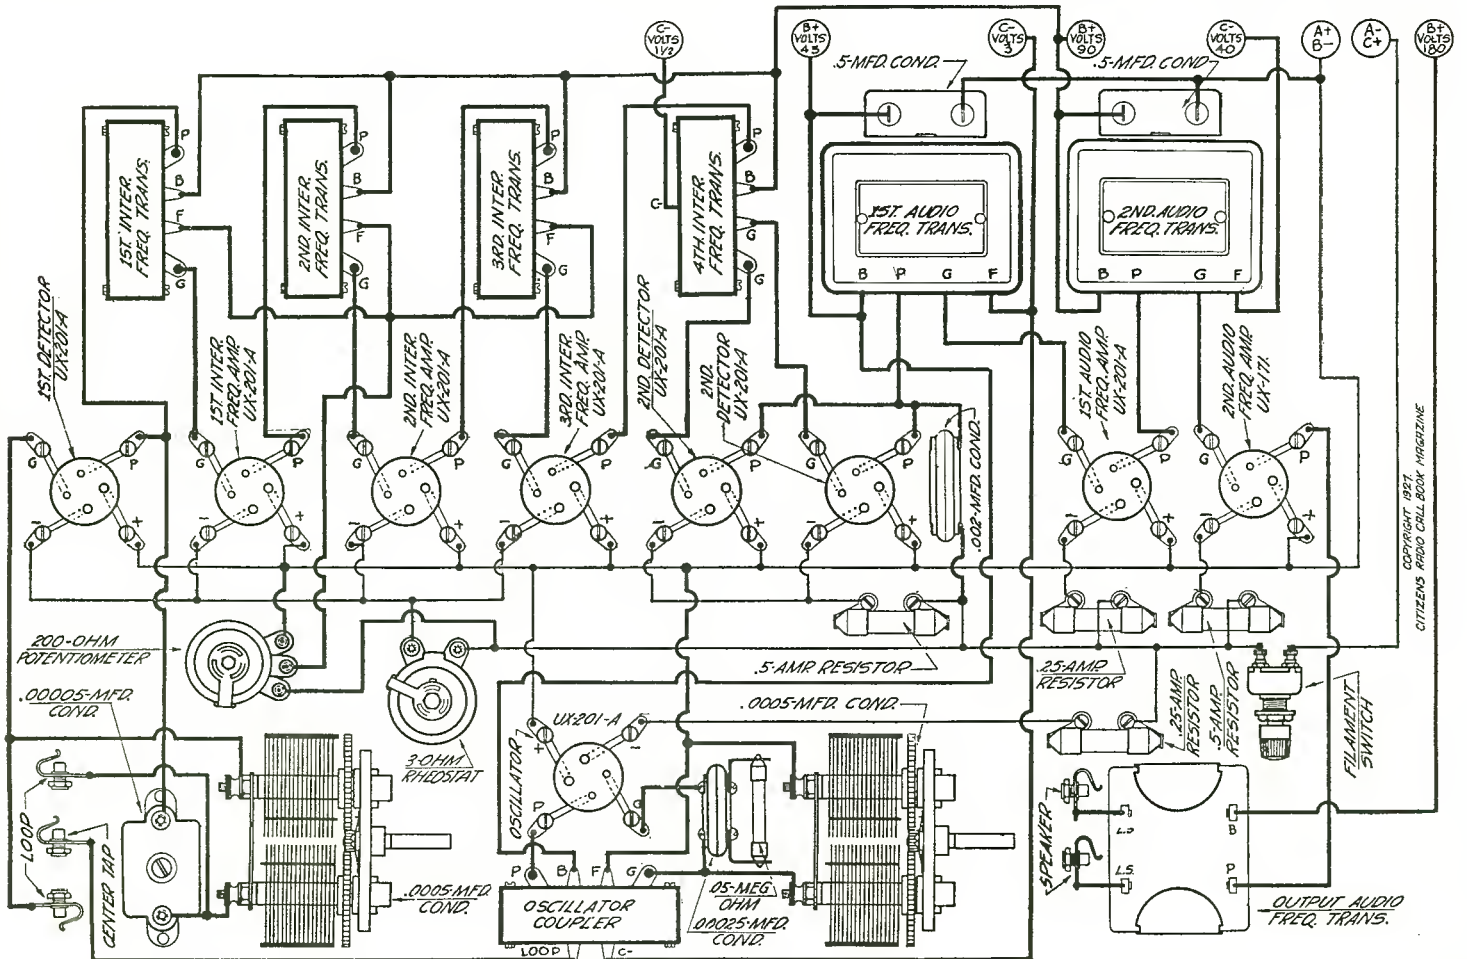 C-
VOLTS
1½
B+
VOLTS
45
C-
VOLTS
3
B+
VOLTS
90
C-
VOLTS
40
A+
B-
A-
C+
B+
VOLTS
180
.5-MFD. COND.
.5-MFD. COND.
P
B
F
G
1ST. INTER.
FREQ. TRANS.
P
B
F
G
2ND. INTER.
FREQ. TRANS.
P
B
F
G
3RD. INTER.
FREQ. TRANS.
C-
P
B
G
G
4TH. INTER.
FREQ. TRANS.
1ST. AUDIO
FREQ. TRANS.
B P G F
2ND. AUDIO
FREQ. TRANS.
B P G F
1ST. DETECTOR
UX-201-A
1ST INTER.
FREQ. AMP.
UX-201-A
2ND. INTER.
FREQ. AMP.
UX-201-A
3RD. INTER.
FREQ. AMP.
UX-201-A
2ND. DETECTOR
UX-201-A
2ND.
DETECTOR
UX-201-A
1ST AUDIO
FREQ. AMP.
UX-201-A
2ND. AUDIO
FREQ. AMP.
UX-171.
G P
- +
G P
- +
G P
- +
G P
- +
G P
- +
G P
- +
G P
- +
G P
- +
.002-MFD. COND.
COPYRIGHT 1927.
CITIZENS RADIO CALL BOOK MAGAZINE
200-OHM
POTENTIOMETER
.00005-MFD.
COND.
3-OHM
RHEOSTAT
.5-AMP. RESISTOR
.25-AMP.
RESISTOR
.25-AMP.
RESISTOR
.5-AMP.
RESISTOR
FILAMENT
SWITCH
.0005-MFD. COND.
OSCILLATOR
UX-201-A
+ -
P G
LOOP
CENTER TAP
.0005-MFD.
COND.
P B F G
OSCILLATOR
COUPLER
LOOP C-
.05-MEG.
OHM
.00025-MFD.
COND.
SPEAKER
L.S.
L.S.
B
P
OUTPUT AUDIO
FREQ. TRANS.